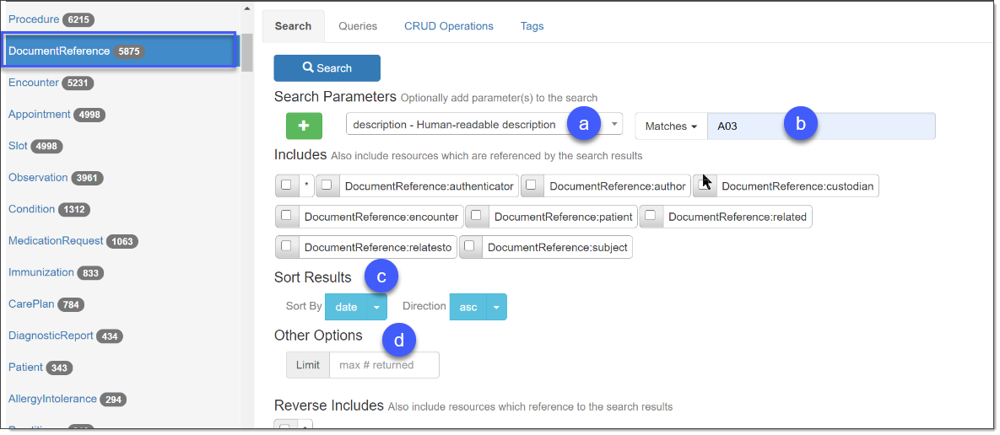 Procedure 6215
DocumentReference 5875
Encounter 5231
Appointment 4998
Slot 4998
Observation 3961
Condition 1312
MedicationRequest 1063
Immunization 833
CarePlan 784
DiagnosticReport 434
Patient 343
AllergyIntolerance 294
Search Queries CRUD Operations Tags
Search
Search Parameters Optionally add parameter(s) to the search
description - Human-readable description a Matches A03 b
Includes Also include resources which are referenced by the search results
* DocumentReference:authenticator DocumentReference:author DocumentReference:custodian
DocumentReference:encounter DocumentReference:patient DocumentReference:related
DocumentReference:relatesto DocumentReference:subject
Sort Results c
Sort By date Direction asc
Other Options d
Limit max # returned
Reverse Includes Also include resources which reference to the search results